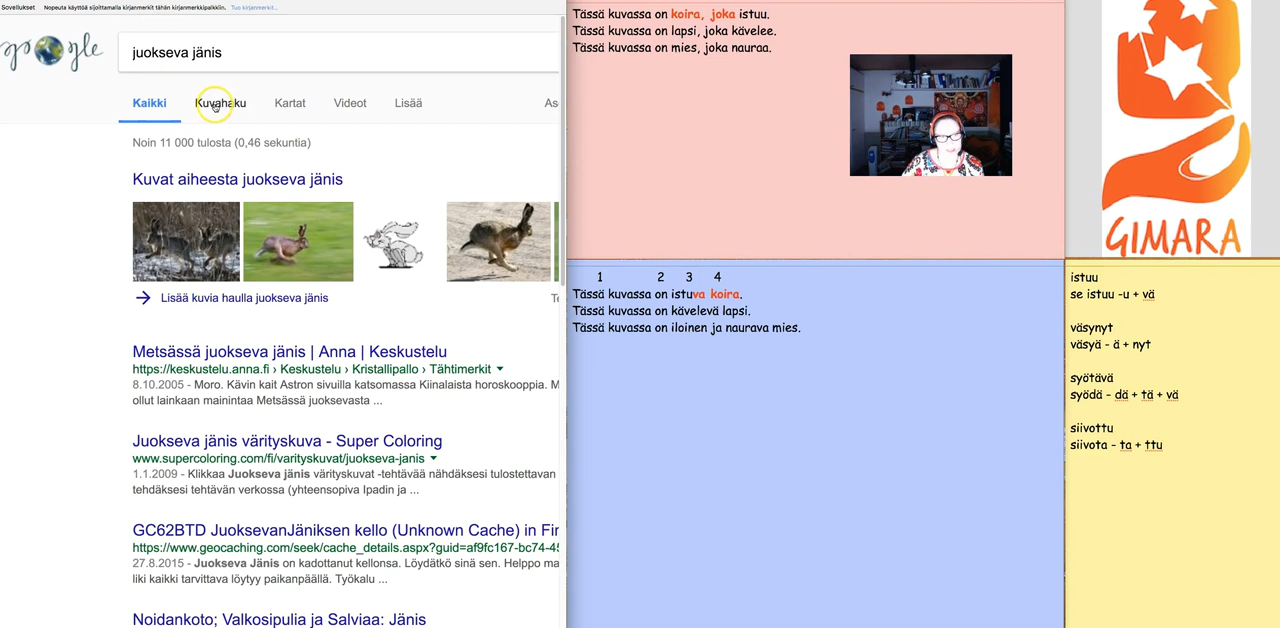 Sovellukset Nopeuta käyttöä sijoittamalla kirjanmerkit tähän kirjanmerkkipalkkiin. Tuo kirjanmerkit...
juokseva jänis
Kaikki Kuvahaku Kartat Videot Lisää As
Noin 11 000 tulosta (0,46 sekuntia)
Kuvat aiheesta juokseva jänis
Lisää kuvia haulla juokseva jänis
Metsässä juokseva jänis | Anna | Keskustelu
https://keskustelu.anna.fi › Keskustelu › Kristallipallo › Tähtimerkit
8.10.2005 - Moro. Kävin kait Astron sivuilla katsomassa Kiinalaista horoskooppia. M
ollut lainkaan mainintaa Metsässä juoksevasta ...
Juokseva jänis värityskuva - Super Coloring
www.supercoloring.com/fi/varityskuvat/juokseva-janis
1.1.2009 - Klikkaa Juokseva jänis värityskuvat -tehtävää nähdäksesi tulostettavan
tehdäksesi tehtävän verkossa (yhteensopiva Ipadin ja ...
GC62BTD JuoksevanJäniksen kello (Unknown Cache) in Fin
https://www.geocaching.com/seek/cache_details.aspx?guid=af9fc167-bc74-45
27.8.2015 - Juokseva Jänis on kadottanut kellonsa. Löydätkö sinä sen. Helppo ma
liki kaikki tarvittava löytyy paikanpäällä. Työkalu ...
Noidankoto; Valkosipulia ja Salviaa: Jänis
Tässä kuvassa on koira, joka istuu.
Tässä kuvassa on lapsi, joka kävelee.
Tässä kuvassa on mies, joka nauraa.
GIMARA
1 2 3 4
Tässä kuvassa on istuva koira.
Tässä kuvassa on kävelevä lapsi.
Tässä kuvassa on iloinen ja naurava mies.
istuu
se istuu -u + vä
väsynyt
väsyä - ä + nyt
syötävä
syödä - dä + tä + vä
siivottu
siivota - ta + ttu